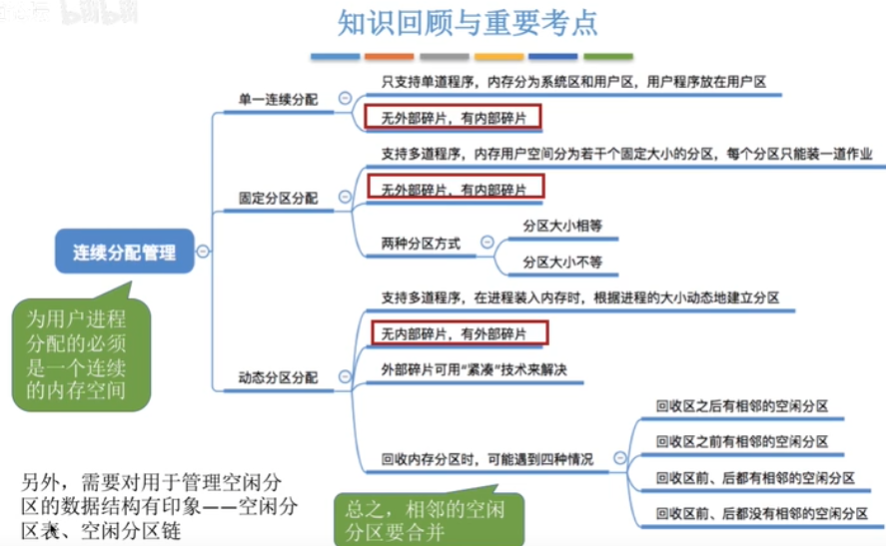 bilibili
知识回顾与重要考点
单一连续分配
只支持单道程序，内存分为系统区和用户区，用户程序放在用户区
无外部碎片，有内部碎片
固定分区分配
支持多道程序，内存用户空间分为若干个固定大小的分区，每个分区只能装一道作业
无外部碎片，有内部碎片
两种分区方式
分区大小相等
分区大小不等
连续分配管理
为用户进程
分配的必须
是一个连续
的内存空间
动态分区分配
支持多道程序，在进程装入内存时，根据进程的大小动态地建立分区
无内部碎片，有外部碎片
外部碎片可用“紧凑”技术来解决
回收内存分区时，可能遇到四种情况
回收区之后有相邻的空闲分区
回收区之前有相邻的空闲分区
回收区前、后都有相邻的空闲分区
回收区前、后都没有相邻的空闲分区
另外，需要对用于管理空闲分
区的数据结构有印象——空闲分
区表、空闲分区链
总之，相邻的空闲
分区要合并